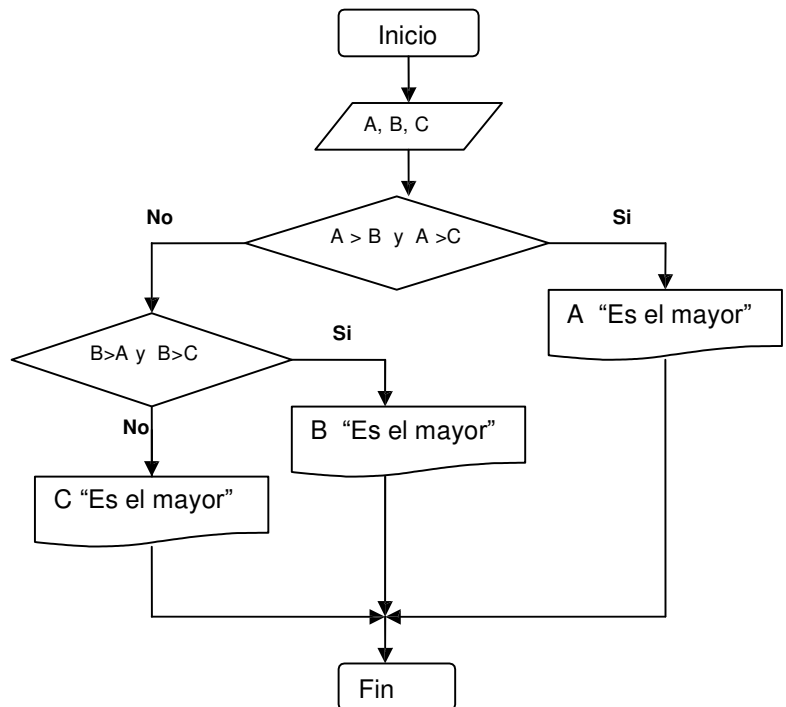 Inicio
A, B, C
No
Si
A > B y A >C
A “Es el mayor”
B>A y B>C
Si
No
B “Es el mayor”
C “Es el mayor”
Fin